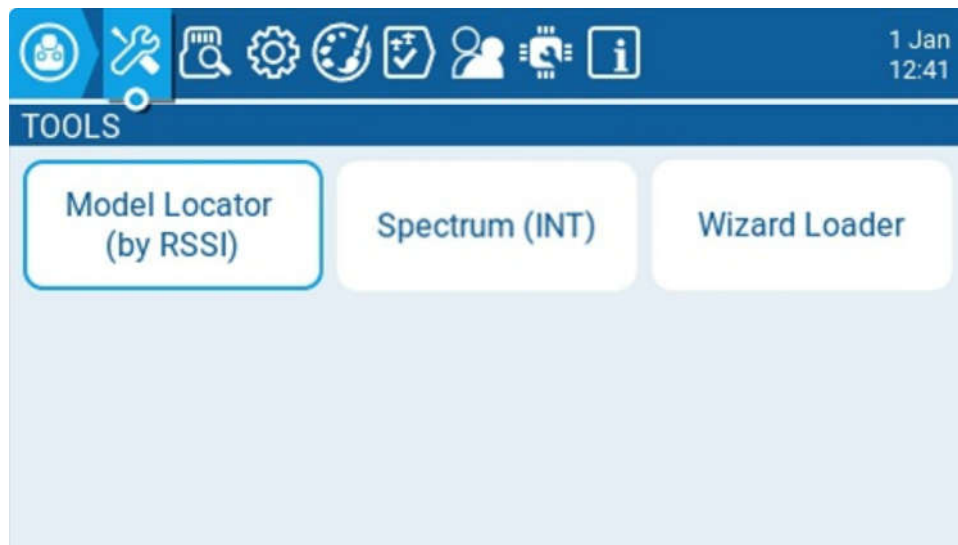 1 Jan
12:41
TOOLS
Model Locator
(by RSSI)
Spectrum (INT)
Wizard Loader